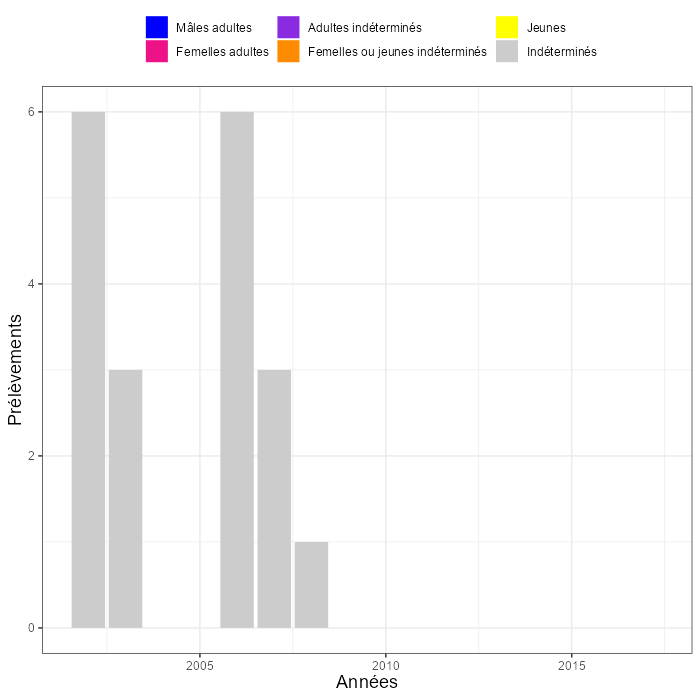 Mâles adultes Adultes indéterminés Jeunes
Femelles adultes Femelles ou jeunes indéterminés Indéterminés
Prélèvements
6
4
2
0
2005 2010 2015
Années